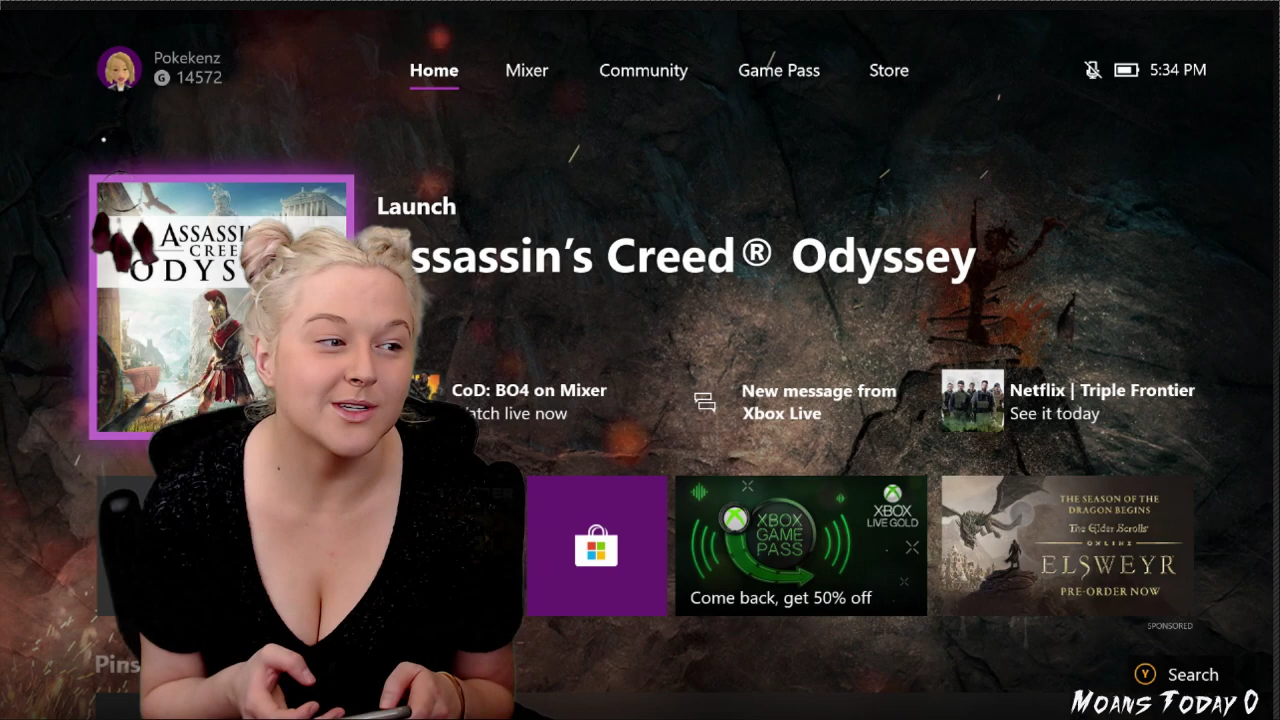 Pokekenz
G 14572
Home
Mixer
Community
Game Pass
Store
5:34 PM
ASSASSI
CREE
ODYS
Launch
ssassin's Creed® Odyssey
CoD: BO4 on Mixer
atch live now
New message from
Xbox Live
Netflix | Triple Frontier
See it today
XBOX
GAME
PASS
XBOX
LIVE GOLD
Come back, get 50% off
THE SEASON OF THE
DRAGON BEGINS
The Elder Scrolls
ONLINE
ELSWEYR
PRE-ORDER NOW
SPONSORED
Pins
Y Search
MOANS TODAY 0